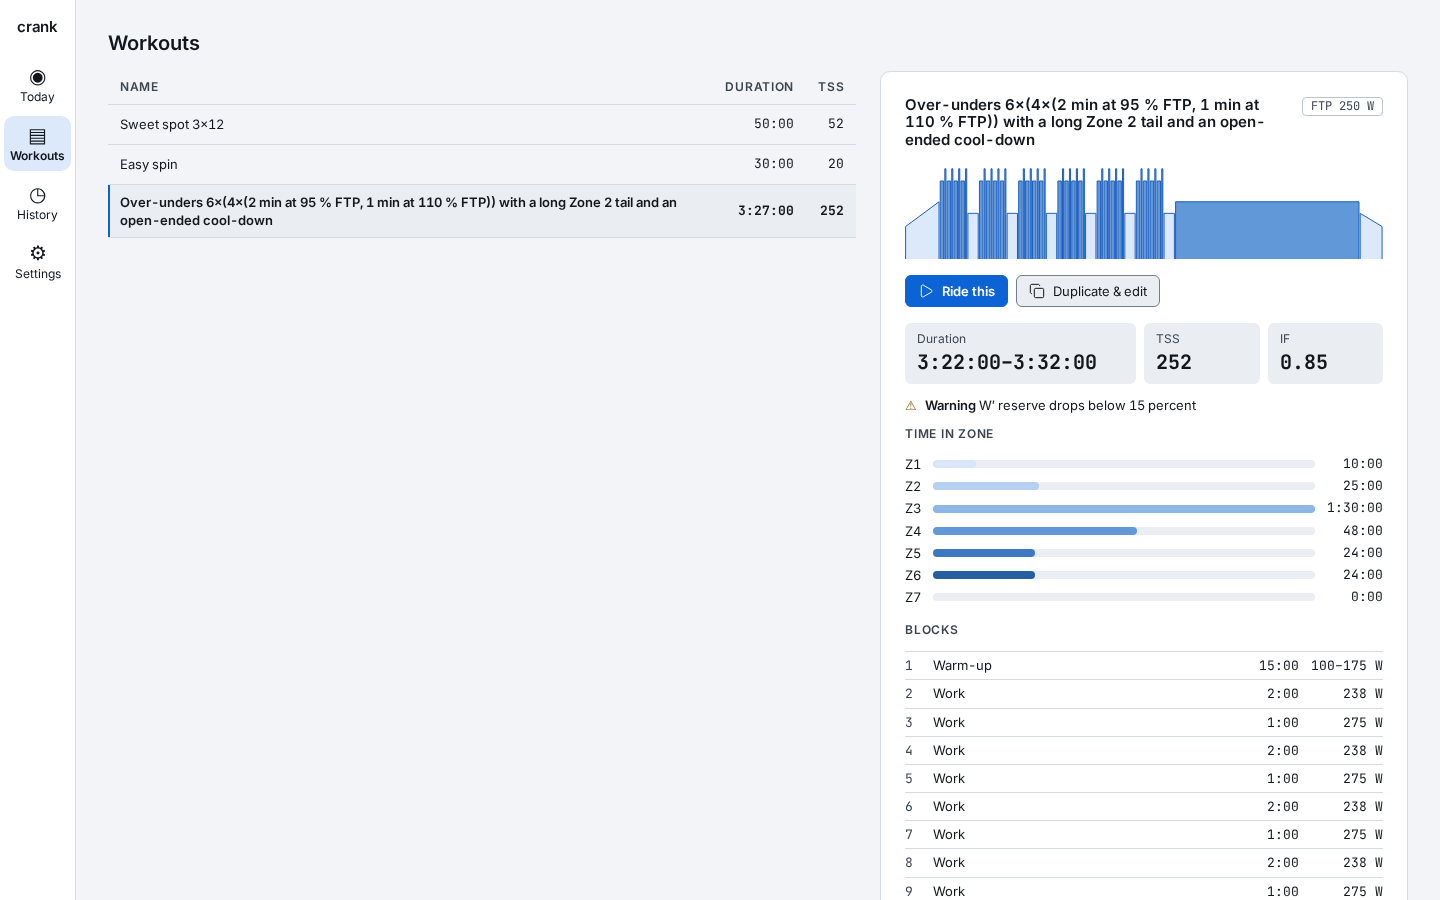 crank
Today
Workouts
History
Settings
Workouts
NAME DURATION TSS
Sweet spot 3×12 50:00 52
Easy spin 30:00 20
Over-unders 6×(4×(2 min at 95 % FTP, 1 min at 110 % FTP)) with a long Zone 2 tail and an
open-ended cool-down 3:27:00 252
Over-unders 6×(4×(2 min at 95 % FTP, 1 min at
110 % FTP)) with a long Zone 2 tail and an open-
ended cool-down
FTP 250 W
Ride this
Duplicate & edit
Duration TSS IF
3:22:00–3:32:00 252 0.85
⚠ Warning W′ reserve drops below 15 percent
TIME IN ZONE
Z1 10:00
Z2 25:00
Z3 1:30:00
Z4 48:00
Z5 24:00
Z6 24:00
Z7 0:00
BLOCKS
1 Warm-up 15:00 100–175 W
2 Work 2:00 238 W
3 Work 1:00 275 W
4 Work 2:00 238 W
5 Work 1:00 275 W
6 Work 2:00 238 W
7 Work 1:00 275 W
8 Work 2:00 238 W
9 Work 1:00 275 W